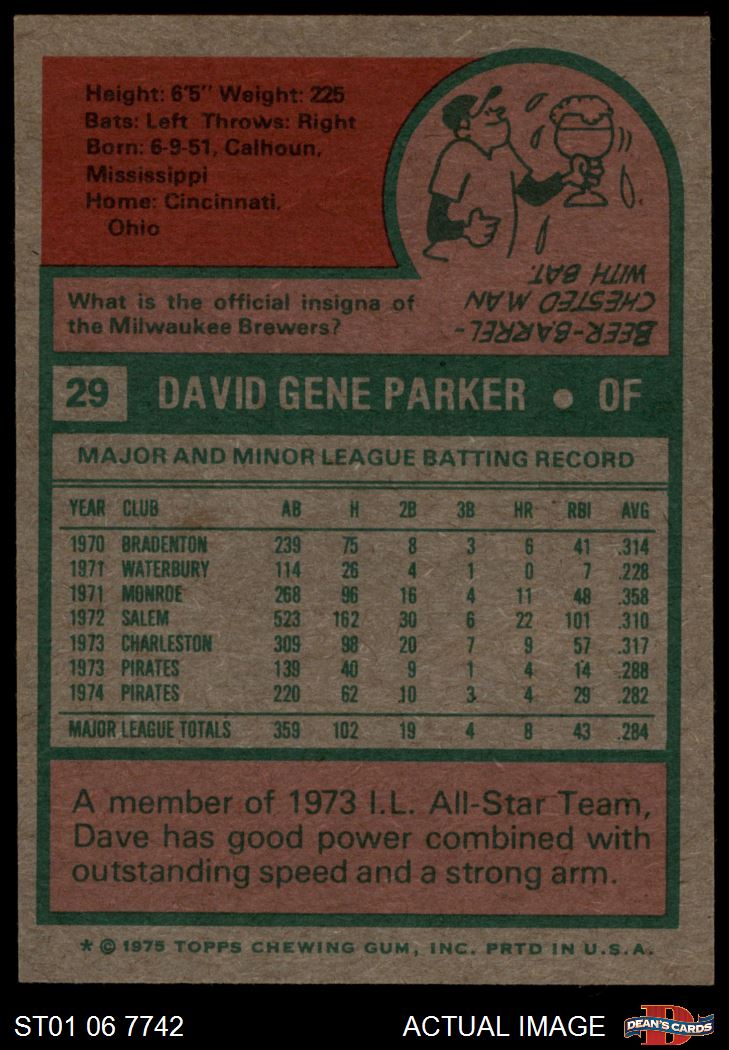 Height: 6'5" Weight: 225
Bats: Left Throws: Right
Born: 6-9-51, Calhoun,
Mississippi
Home: Cincinnati,
Ohio
What is the official insigna of
the Milwaukee Brewers?
BEER-BARREL-
CHESTED MAN
WITH BAT.
29 DAVID GENE PARKER • OF
MAJOR AND MINOR LEAGUE BATTING RECORD
YEAR CLUB AB H 2B 3B HR RBI AVG
1970 BRADENTON 239 75 8 3 6 41 .314
1971 WATERBURY 114 26 4 1 0 7 .228
1971 MONROE 268 96 16 4 11 48 .358
1972 SALEM 523 162 30 6 22 101 .310
1973 CHARLESTON 309 98 20 7 9 57 .317
1973 PIRATES 139 40 9 1 4 14 .288
1974 PIRATES 220 62 10 3 4 29 .282
MAJOR LEAGUE TOTALS 359 102 19 4 8 43 .284
A member of 1973 I.L. All-Star Team,
Dave has good power combined with
outstanding speed and a strong arm.
* © 1975 TOPPS CHEWING GUM, INC. PRTD IN U.S.A.
ST01 06 7742 ACTUAL IMAGE D DEAN'S CARDS